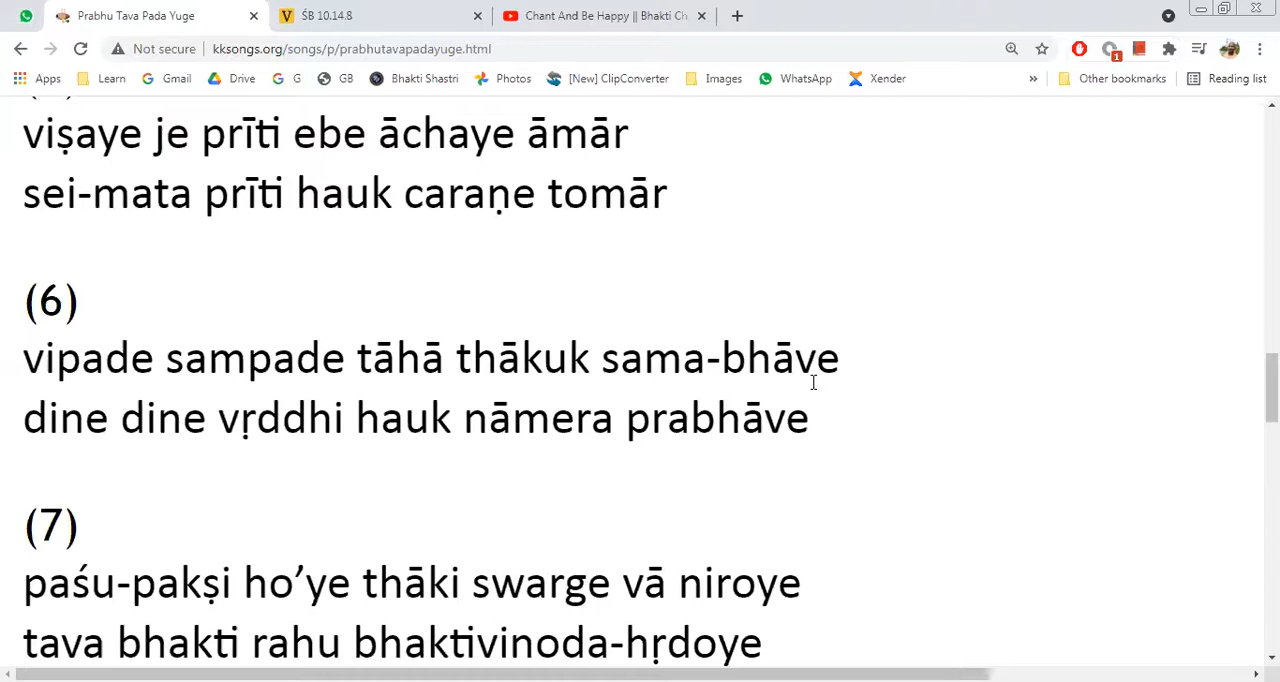 Prabhu Tava Pada Yuge
ŚB 10.14.8
Chant And Be Happy || Bhakti Ch
Not secure | kksongs.org/songs/p/prabhutavapadayuge.html
1
Apps Learn Gmail Drive G GB Bhakti Shastri Photos [New] ClipConverter Images WhatsApp Xender » Other bookmarks Reading list
viṣaye je prīti ebe āchaye āmār
sei-mata prīti hauk caraṇe tomār
(6)
vipade sampade tāhā thākuk sama-bhāve
dine dine vṛddhi hauk nāmera prabhāve
(7)
paśu-pakṣi ho’ye thāki swarge vā niroye
tava bhakti rahu bhaktivinoda-hṛdoye